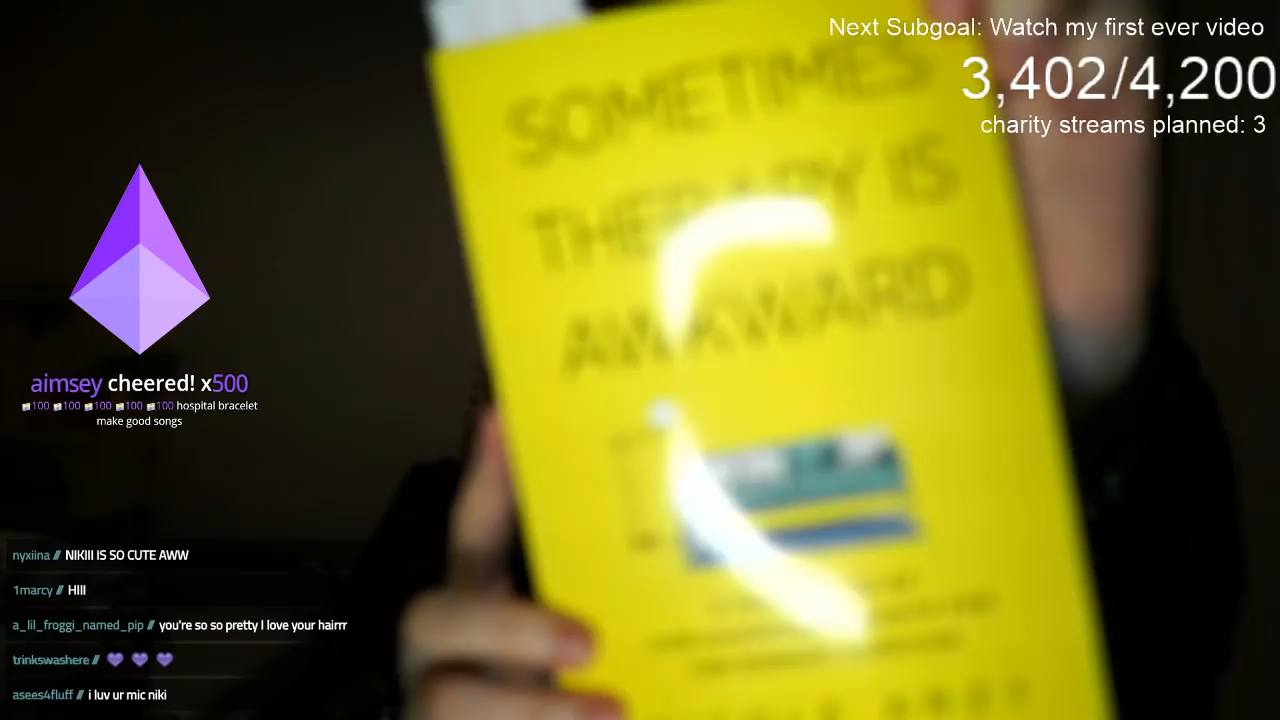 Next Subgoal: Watch my first ever video
3,402/4,200
charity streams planned: 3
SOMETIMES
THERAPY IS
AWKWARD
aimsey cheered! x500
100 100 100 100 100 hospital bracelet
make good songs
nyxiina // NIKIII IS SO CUTE AWW
1marcy // HIII
a_lil_froggi_named_pip // you're so so pretty I love your hairrr
trinkswashere // 💜 💜 💜
asees4fluff // i luv ur mic niki